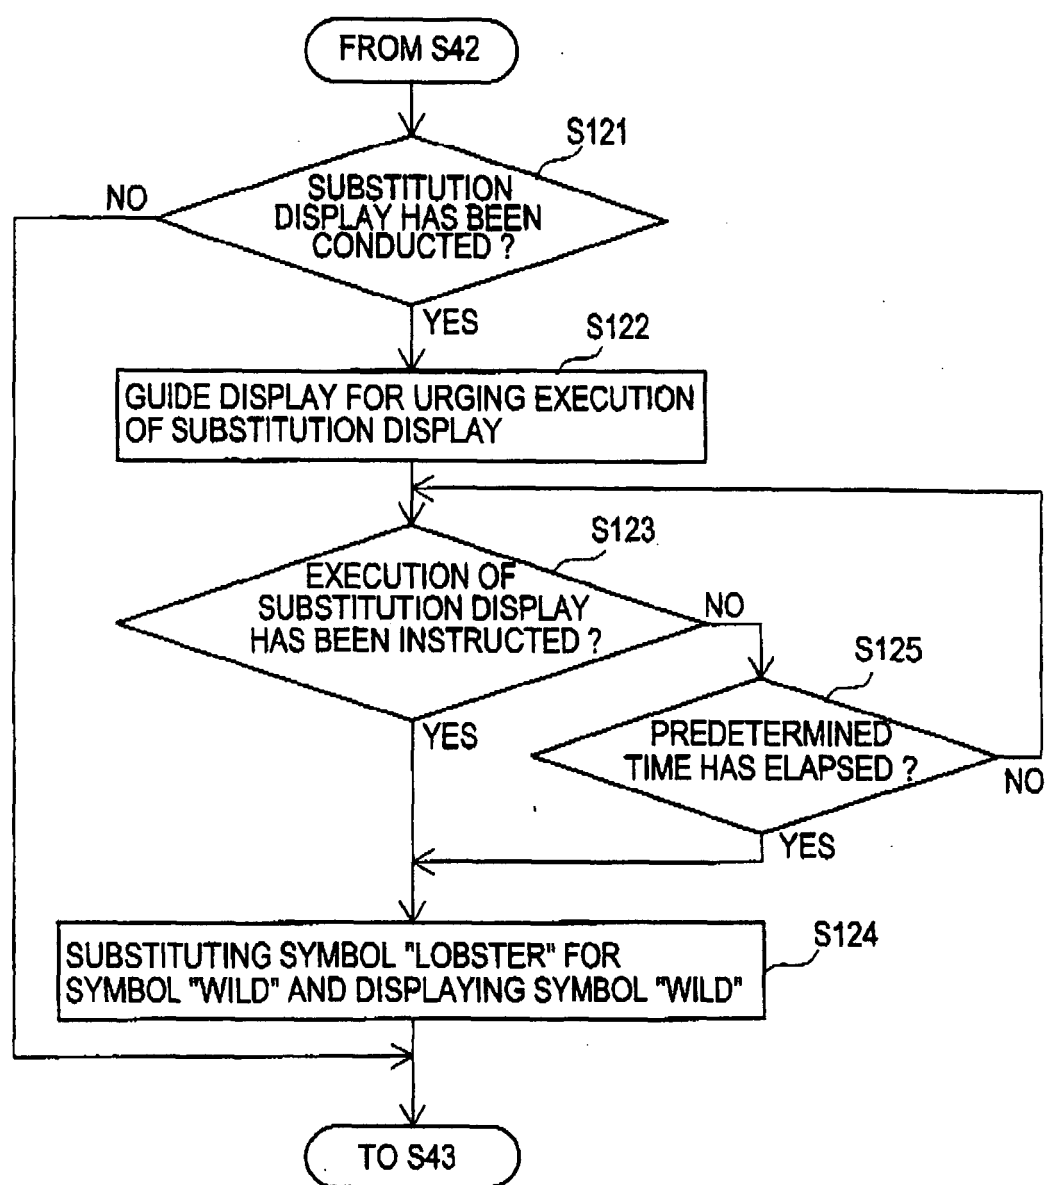 FROM S42
S121
NO
SUBSTITUTION
DISPLAY HAS BEEN
CONDUCTED ?
YES
S122
GUIDE DISPLAY FOR URGING EXECUTION
OF SUBSTITUTION DISPLAY
S123
EXECUTION OF
SUBSTITUTION DISPLAY
HAS BEEN INSTRUCTED ?
NO
S125
YES
PREDETERMINED
TIME HAS ELAPSED ?
NO
YES
S124
SUBSTITUTING SYMBOL "LOBSTER" FOR
SYMBOL "WILD" AND DISPLAYING SYMBOL "WILD"
TO S43